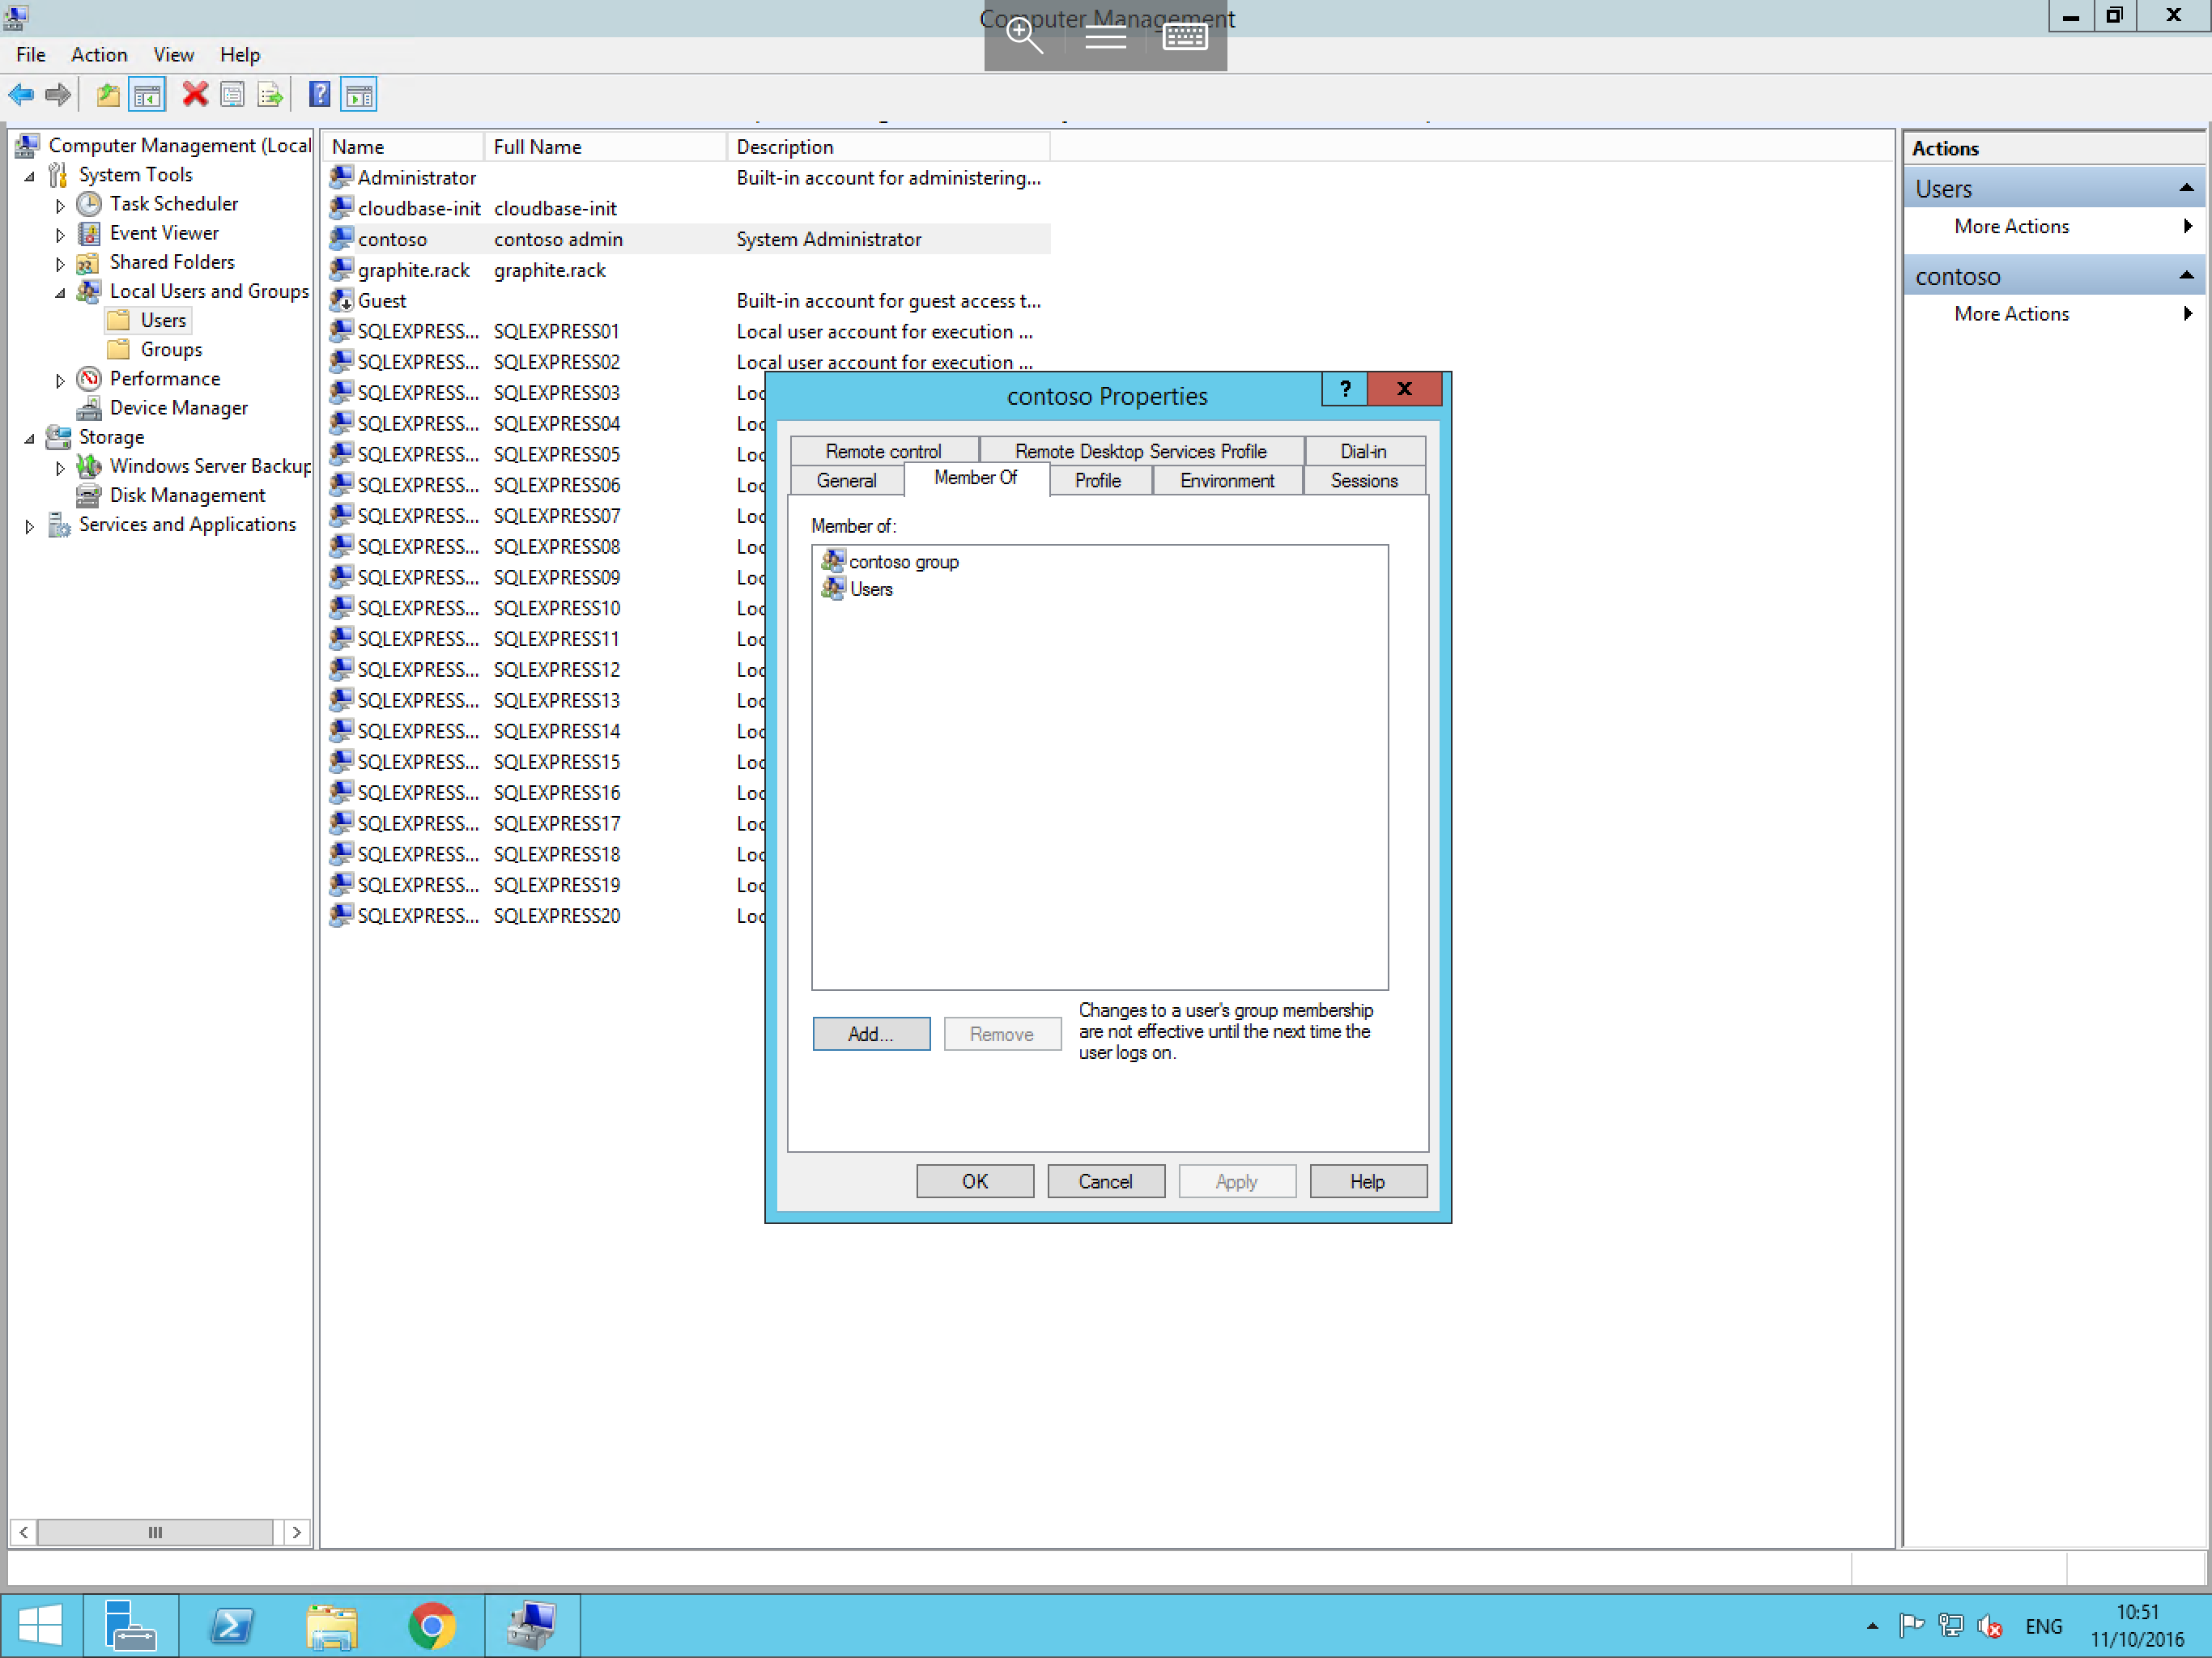 Computer Management
File Action View Help
Computer Management (Local
System Tools
Task Scheduler
Event Viewer
Shared Folders
Local Users and Groups
Users
Groups
Performance
Device Manager
Storage
Windows Server Backup
Disk Management
Services and Applications
Name Full Name Description
Administrator Built-in account for administering...
cloudbase-init cloudbase-init
contoso contoso admin System Administrator
graphite.rack graphite.rack
Guest Built-in account for guest access t...
SQLEXPRESS... SQLEXPRESS01 Local user account for execution ...
SQLEXPRESS... SQLEXPRESS02 Local user account for execution ...
SQLEXPRESS... SQLEXPRESS03 Loc
SQLEXPRESS... SQLEXPRESS04 Loc
SQLEXPRESS... SQLEXPRESS05 Loc
SQLEXPRESS... SQLEXPRESS06 Loc
SQLEXPRESS... SQLEXPRESS07 Loc
SQLEXPRESS... SQLEXPRESS08 Loc
SQLEXPRESS... SQLEXPRESS09 Loc
SQLEXPRESS... SQLEXPRESS10 Loc
SQLEXPRESS... SQLEXPRESS11 Loc
SQLEXPRESS... SQLEXPRESS12 Loc
SQLEXPRESS... SQLEXPRESS13 Loc
SQLEXPRESS... SQLEXPRESS14 Loc
SQLEXPRESS... SQLEXPRESS15 Loc
SQLEXPRESS... SQLEXPRESS16 Loc
SQLEXPRESS... SQLEXPRESS17 Loc
SQLEXPRESS... SQLEXPRESS18 Loc
SQLEXPRESS... SQLEXPRESS19 Loc
SQLEXPRESS... SQLEXPRESS20 Loc
contoso Properties
Remote control Remote Desktop Services Profile Dial-in
General Member Of Profile Environment Sessions
Member of:
contoso group
Users
Add... Remove
Changes to a user's group membership
are not effective until the next time the
user logs on.
OK Cancel Apply Help
Actions
Users
More Actions
contoso
More Actions
ENG
10:51
11/10/2016